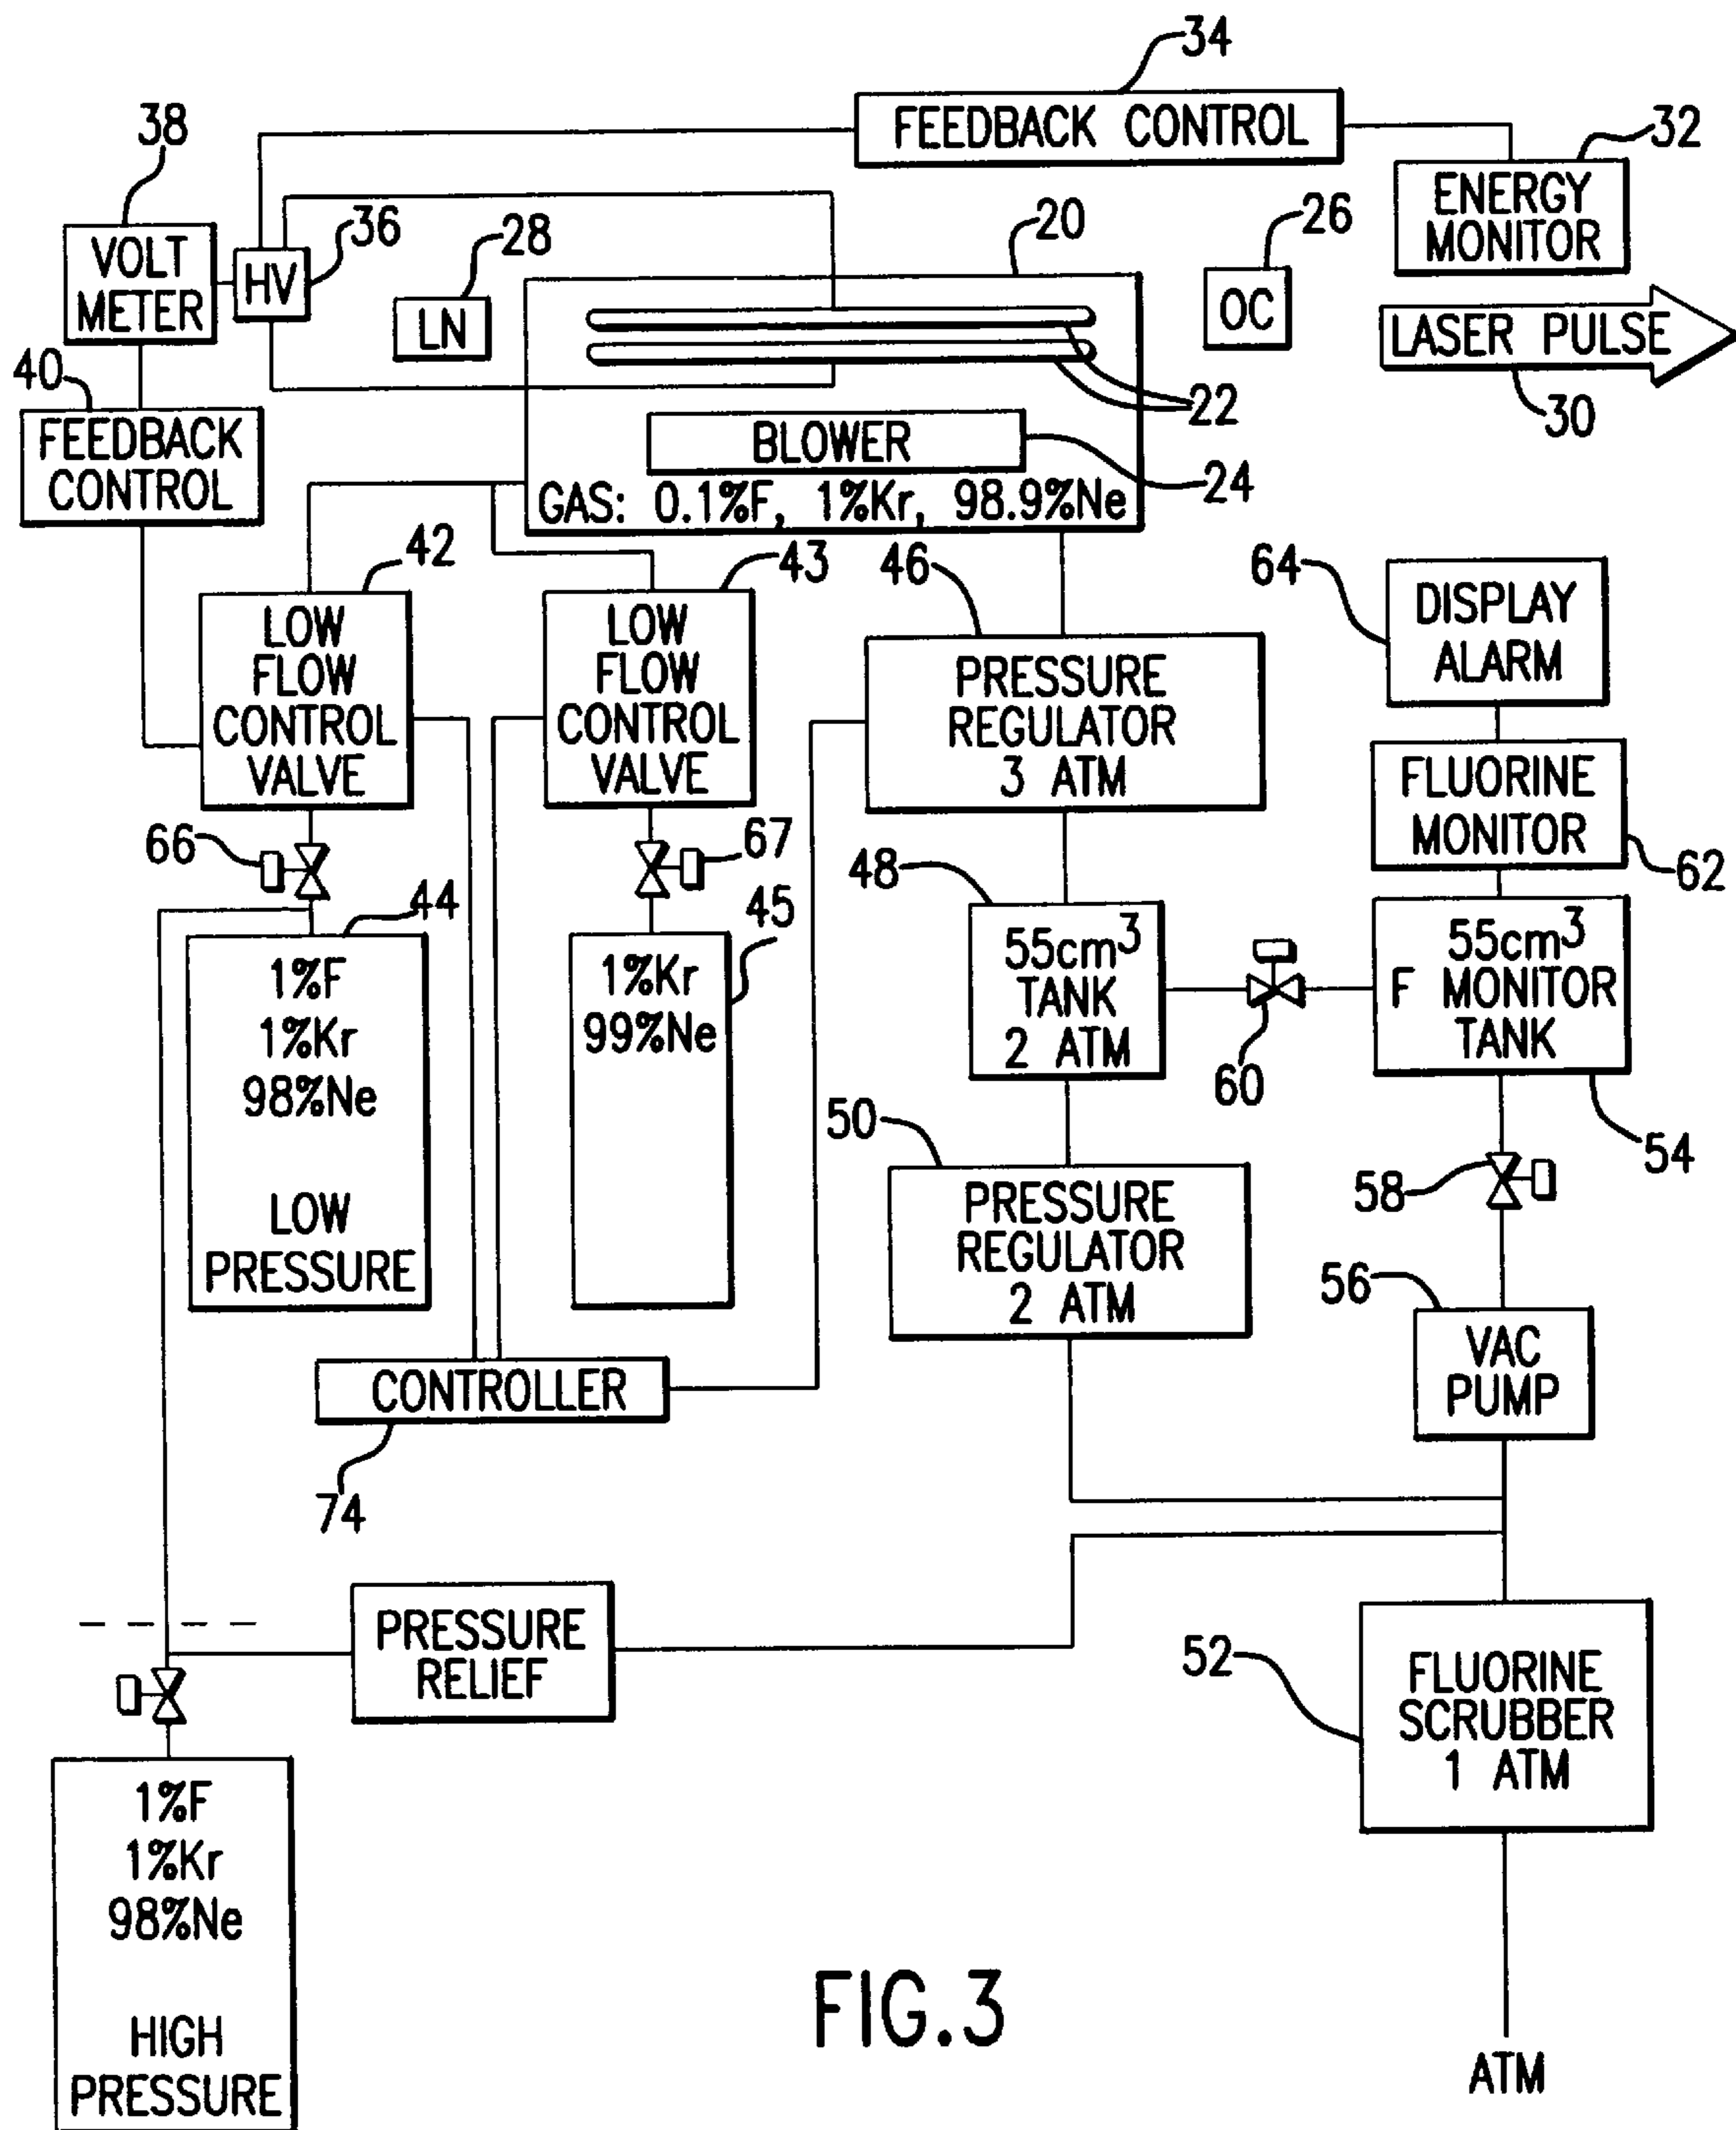 34
FEEDBACK CONTROL
38
32
ENERGY
MONITOR
VOLT
METER
36
HV
28
LN
20
26
OC
LASER PULSE
30
22
40
FEEDBACK
CONTROL
BLOWER
24
GAS: 0.1%F, 1%Kr, 98.9%Ne
42
LOW
FLOW
CONTROL
VALVE
43
LOW
FLOW
CONTROL
VALVE
46
PRESSURE
REGULATOR
3 ATM
64
DISPLAY
ALARM
FLUORINE
MONITOR
62
66
67
44
1%F
1%Kr
98%Ne
LOW
PRESSURE
45
1%Kr
99%Ne
48
55cm3
TANK
2 ATM
60
55cm3
F MONITOR
TANK
54
58
50
PRESSURE
REGULATOR
2 ATM
56
VAC
PUMP
CONTROLLER
74
PRESSURE
RELIEF
52
FLUORINE
SCRUBBER
1 ATM
1%F
1%Kr
98%Ne
HIGH
PRESSURE
FIG.3
ATM